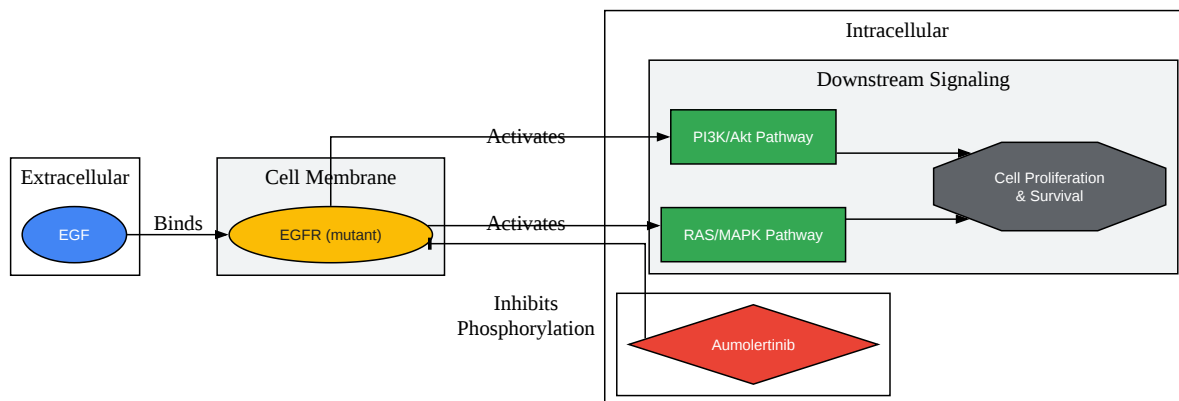 Intracellular
Downstream Signaling
Activates
PI3K/Akt Pathway
Extracellular
Cell Membrane
Cell Proliferation
& Survival
EGF
Binds
EGFR (mutant)
Activates
RAS/MAPK Pathway
Inhibits
Phosphorylation
Aumolertinib